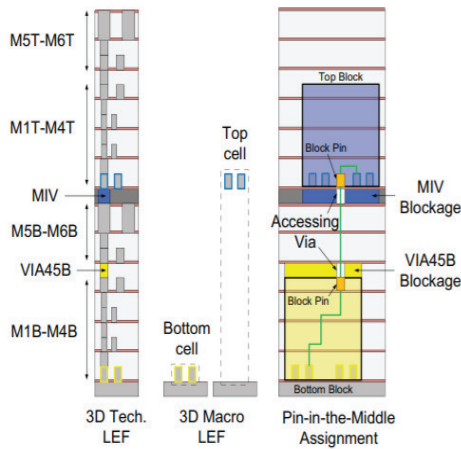 M5T-M6T
M1T-M4T
MIV
M5B-M6B
VIA45B
M1B-M4B
3D Tech.
LEF
Top
cell
Bottom
cell
3D Macro
LEF
Top Block
Block Pin
Accessing
Via
Block Pin
Bottom Block
MIV
Blockage
VIA45B
Blockage
Pin-in-the-Middle
Assignment